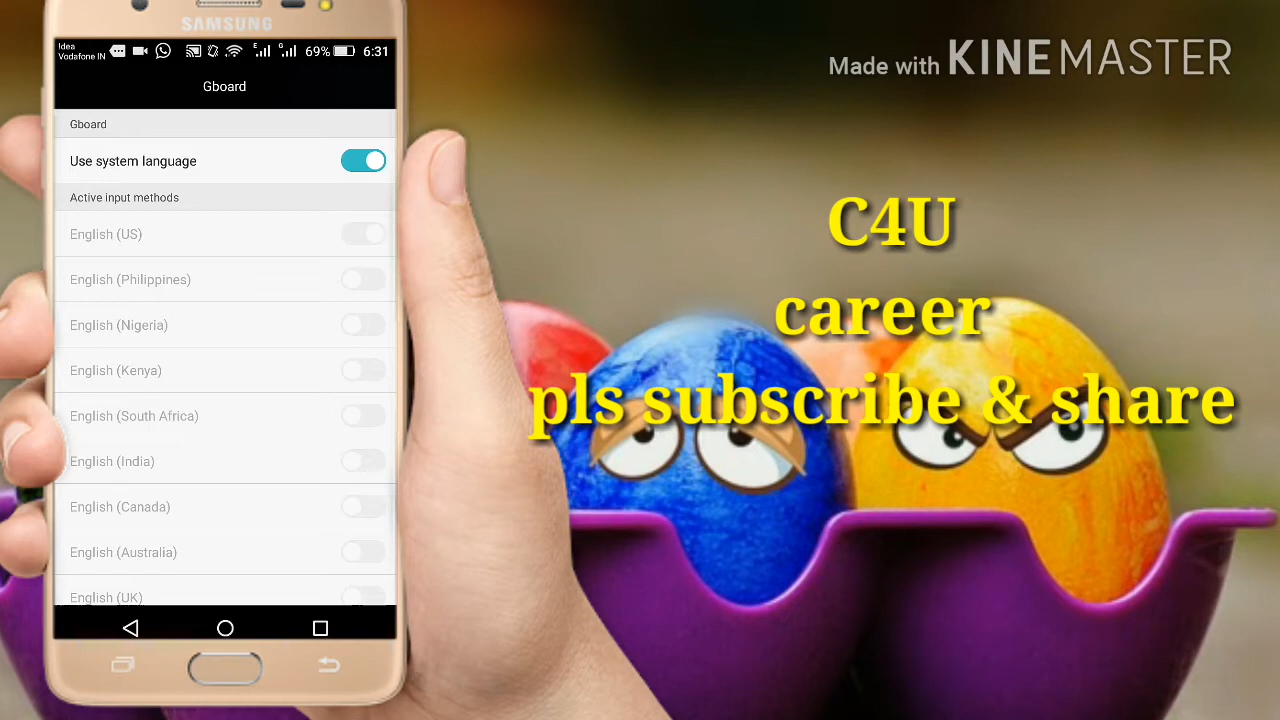 SAMSUNG
Idea
Vodafone IN
E
G
69%
6:31
Gboard
Gboard
Use system language
Active input methods
English (US)
English (Philippines)
English (Nigeria)
English (Kenya)
English (South Africa)
English (India)
English (Canada)
English (Australia)
English (UK)
Made with KINEMASTER
C4U
career
pls subscribe & share